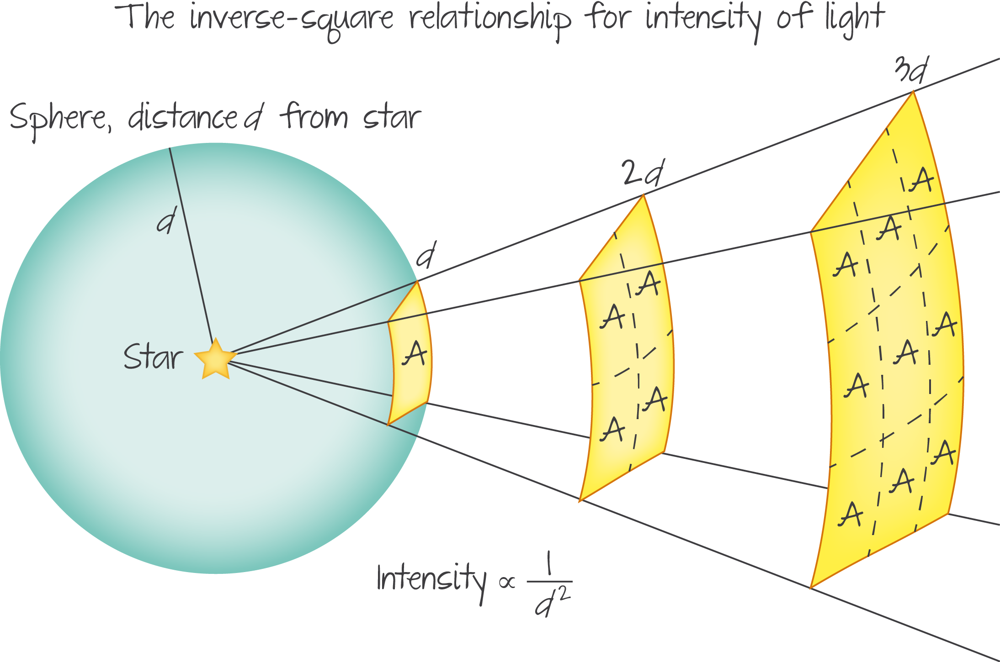 The inverse-square relationship for intensity of light
3d
Sphere, distance d from star
2d
d
d
Star
A
A
A
A
A
A
A
A
A
A
A
A
A
A
Intensity ∝ 1/d²